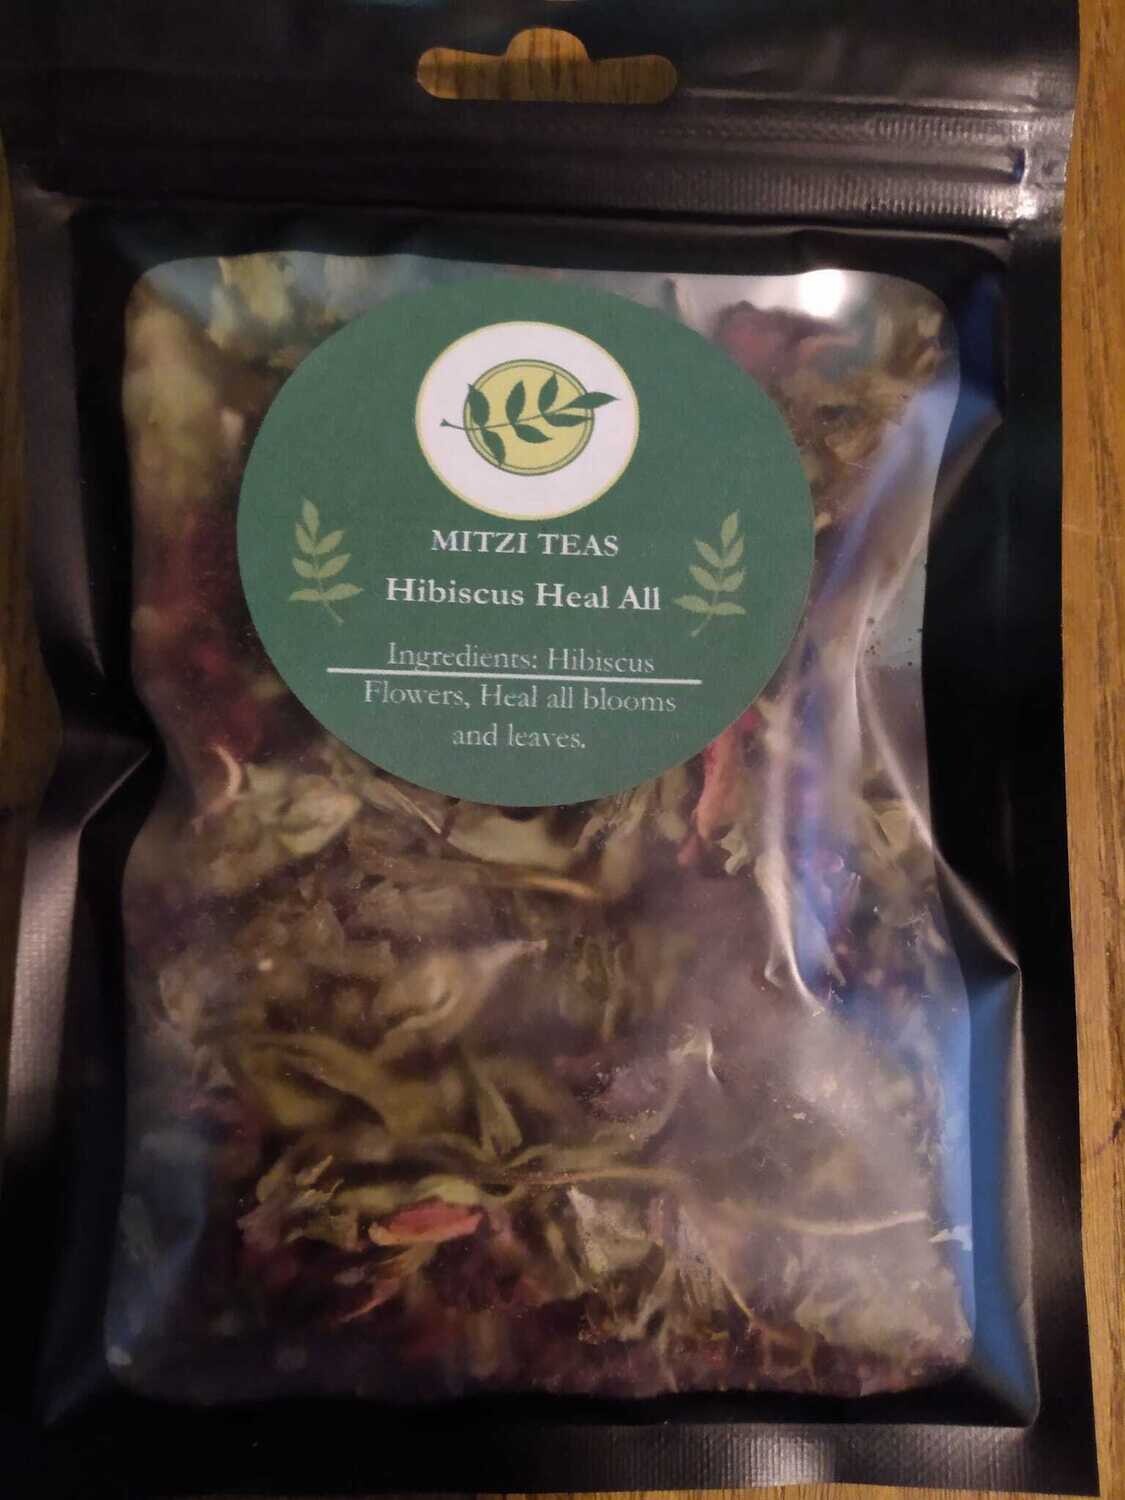 MITZI TEAS
Hibiscus Heal All
Ingredients: Hibiscus
Flowers, Heal all blooms
and leaves.